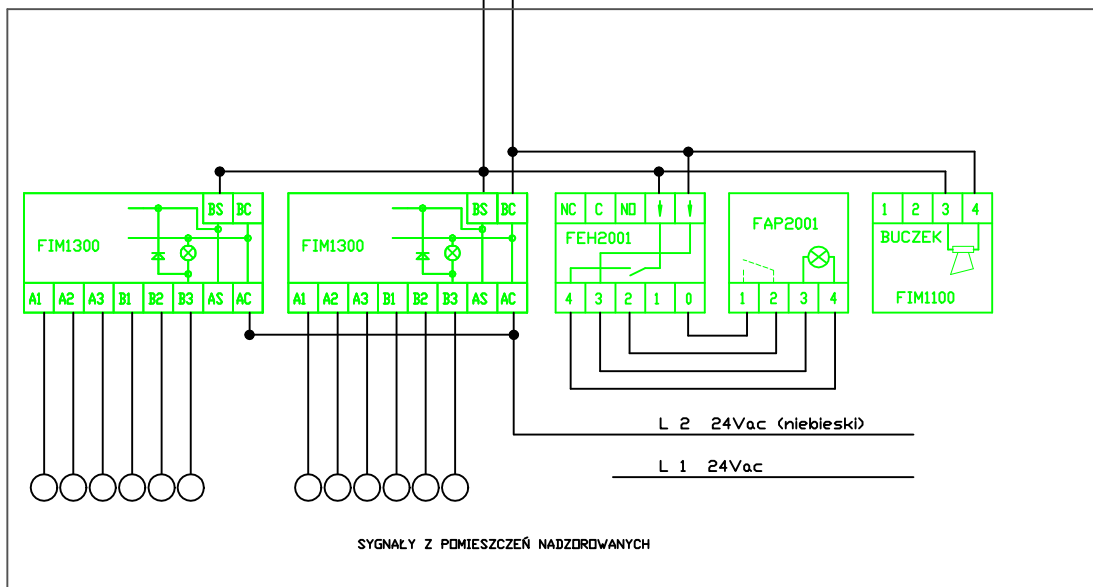 BS BC BS BC NC C NO 1 2 3 4
FIM1300 FIM1300 FEH2001 FAP2001 BUCZEK
A1 A2 A3 B1 B2 B3 AS AC A1 A2 A3 B1 B2 B3 AS AC 4 3 2 1 0 1 2 3 4 FIM1100
L 2 24Vac (niebieski)
L 1 24Vac
SYGNAŁY Z POMIESZCZEŃ NADZOROWANYCH